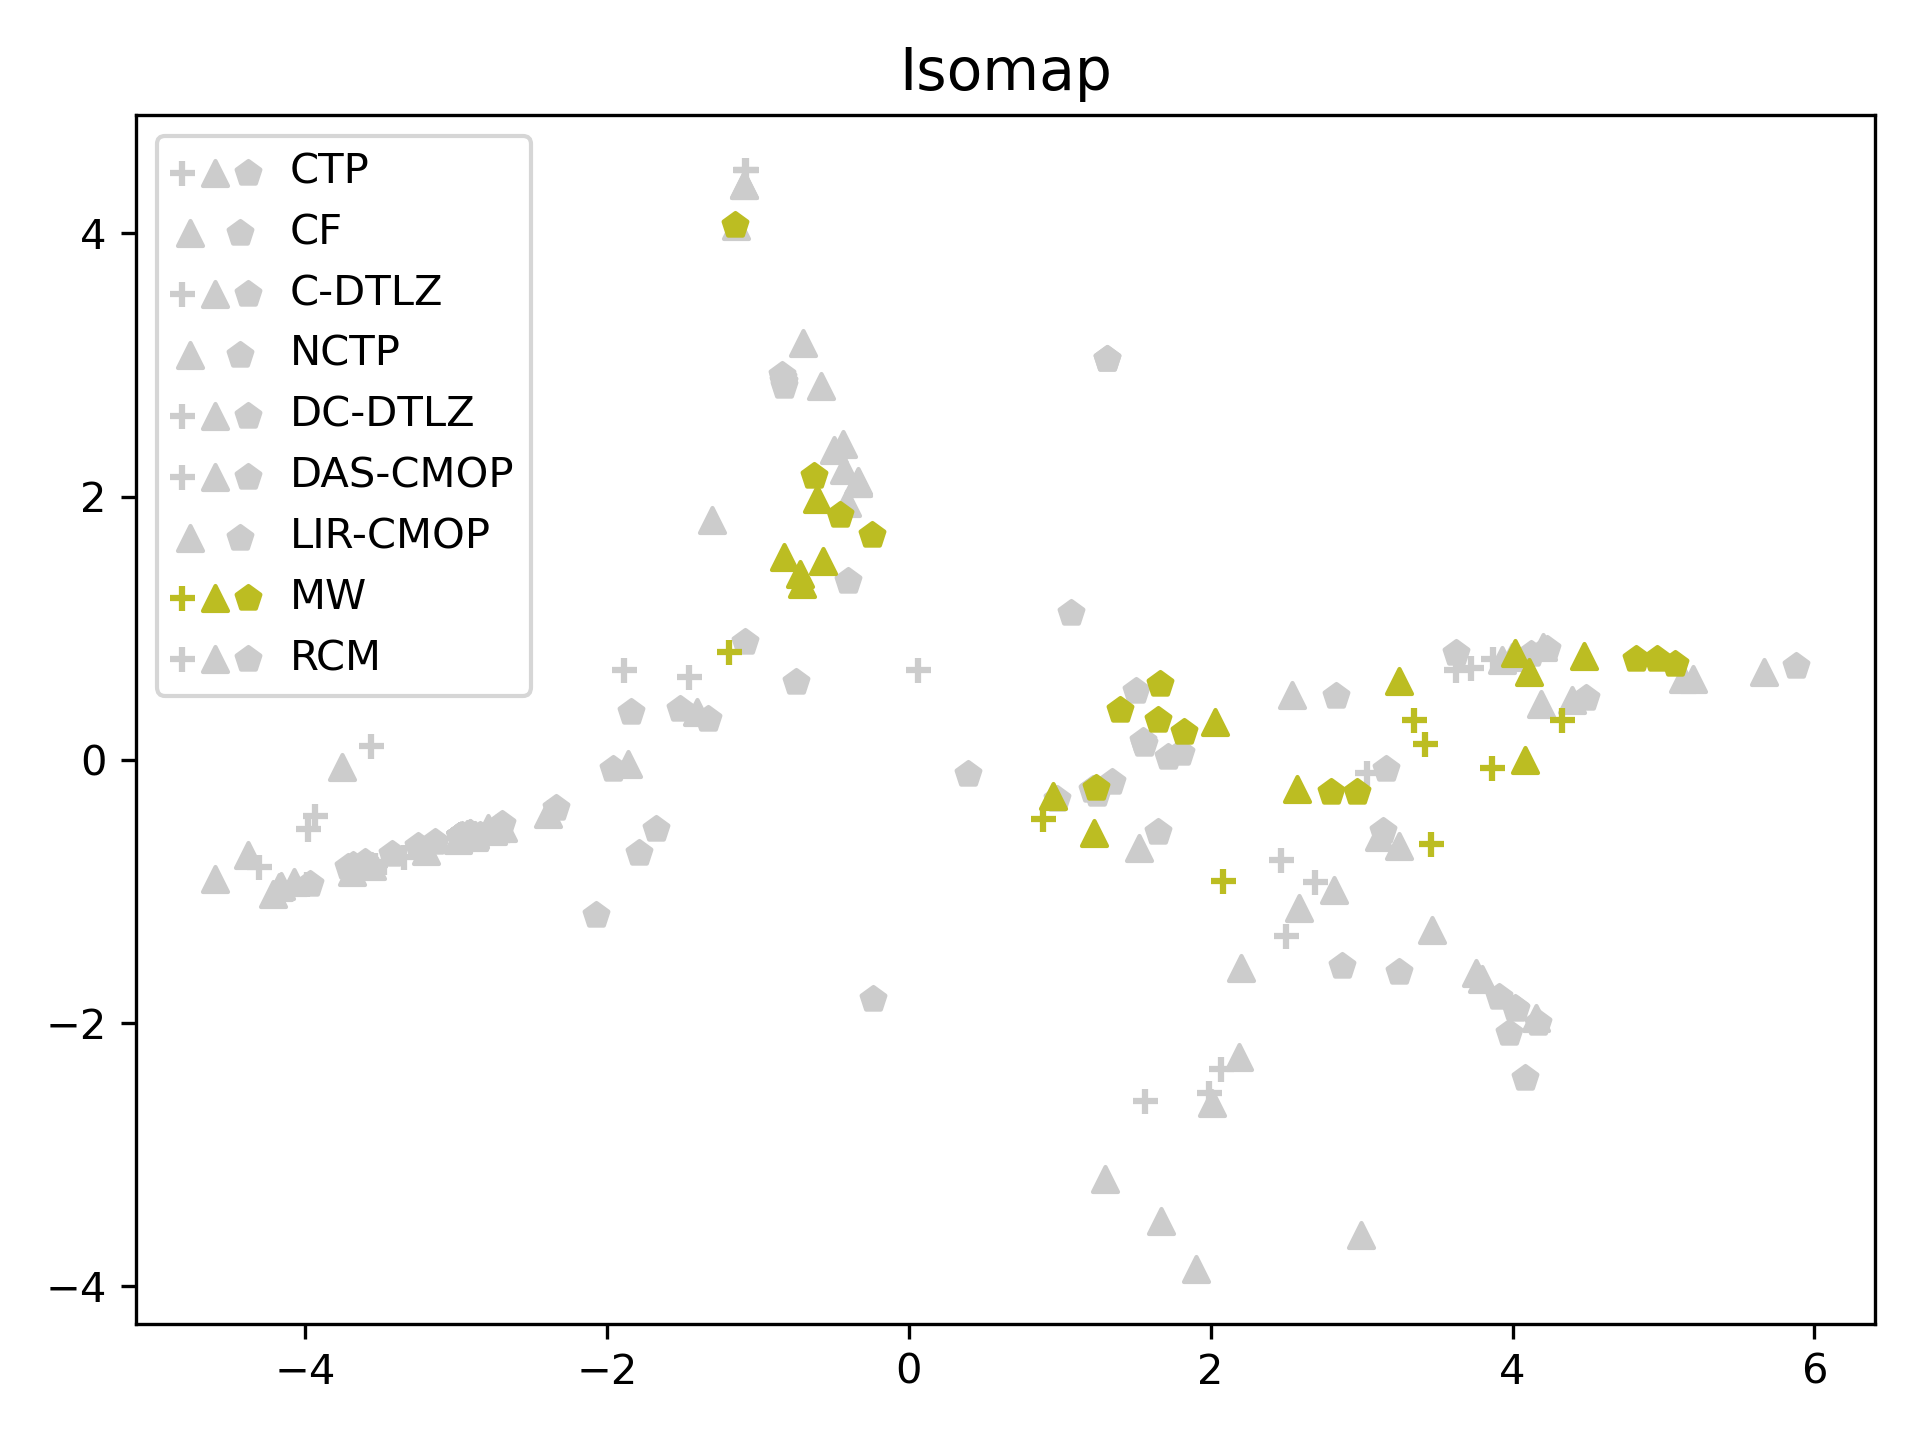 Isomap
CTP
CF
C-DTLZ
NCTP
DC-DTLZ
DAS-CMOP
LIR-CMOP
MW
RCM
4
2
0
−2
−4
−4 −2 0 2 4 6